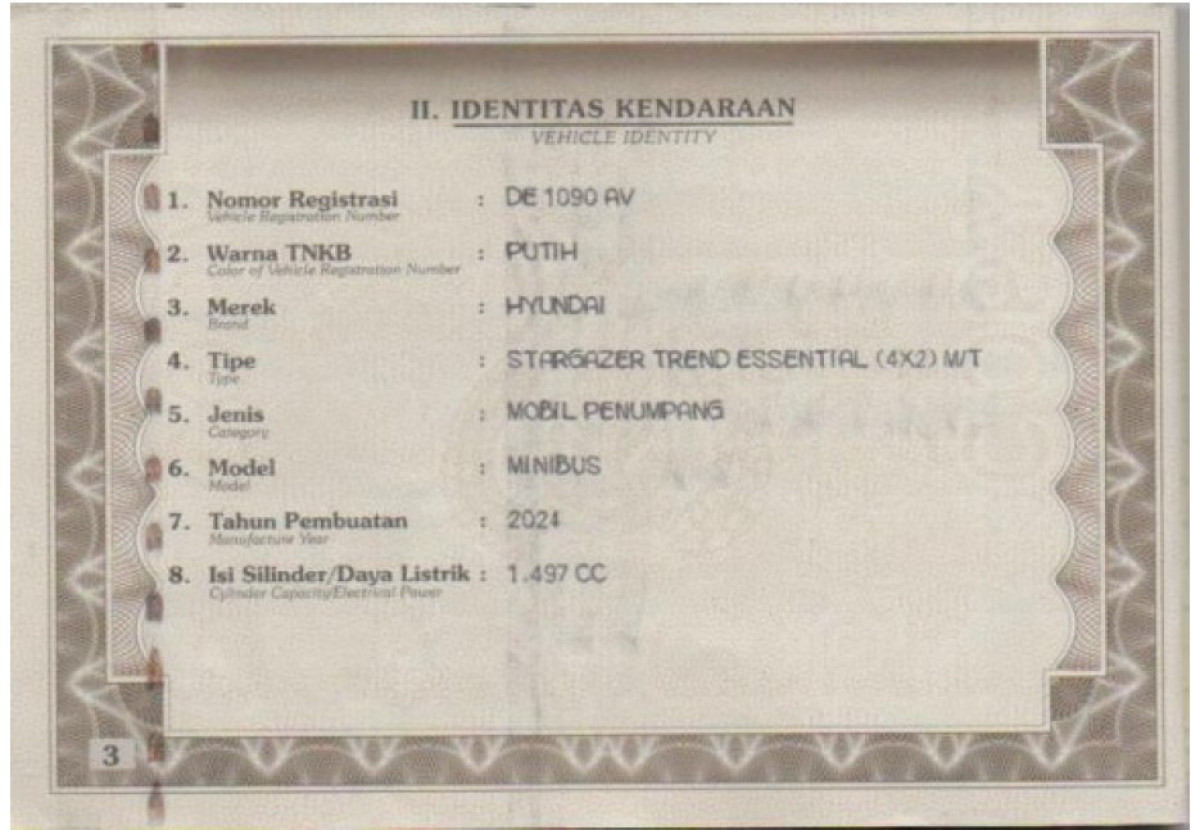 II. IDENTITAS KENDARAAN
VEHICLE IDENTITY
1. Nomor Registrasi : DE 1090 AV
Vehicle Registration Number
2. Warna TNKB : PUTIH
Color of Vehicle Registration Number
3. Merek : HYUNDAI
Brand
4. Tipe : STARGAZER TREND ESSENTIAL (4X2) M/T
Type
5. Jenis : MOBIL PENUMPANG
Category
6. Model : MINIBUS
Model
7. Tahun Pembuatan : 2024
Manufacture Year
8. Isi Silinder/Daya Listrik : 1.497 CC
Cylinder Capacity/Electrical Power
3